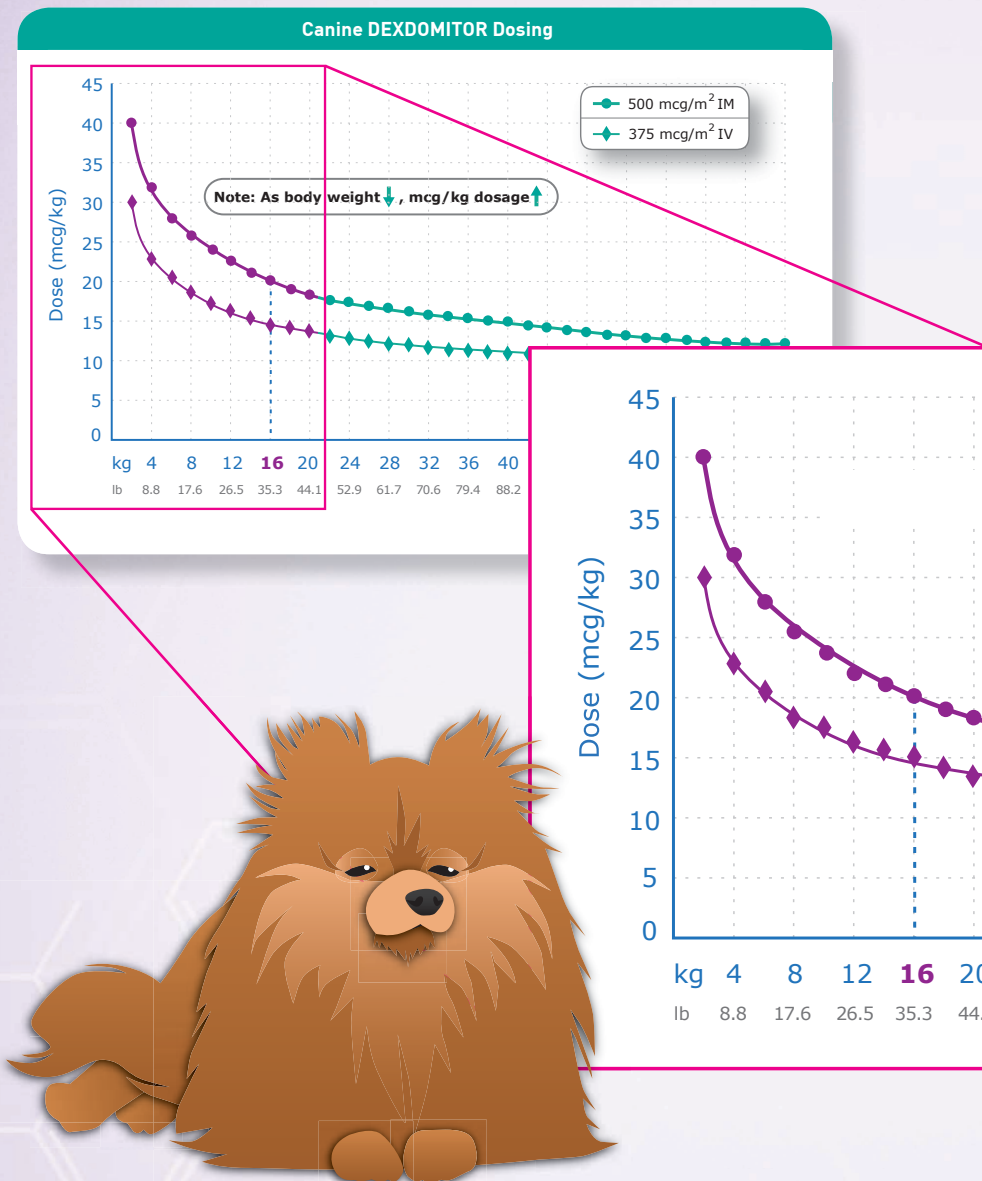 Canine DEXDOMITOR Dosing
500 mcg/m² IM
375 mcg/m² IV
Note: As body weight , mcg/kg dosage
Dose (mcg/kg)
45
40
35
30
25
20
15
10
5
0
kg 4 8 12 16 20 24 28 32 36 40
lb 8.8 17.6 26.5 35.3 44.1 52.9 61.7 70.6 79.4 88.2
Dose (mcg/kg)
45
40
35
30
25
20
15
10
5
0
kg 4 8 12 16
lb 8.8 17.6 26.5 35.3 44.